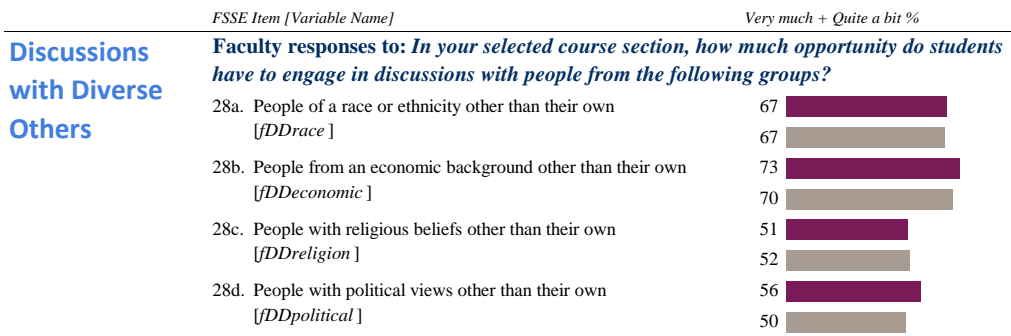 FSSE Item [Variable Name] Very much + Quite a bit %
Discussions
with Diverse
Others
Faculty responses to: In your selected course section, how much opportunity do students
have to engage in discussions with people from the following groups?
28a. People of a race or ethnicity other than their own 67
[fDDrace ] 67
28b. People from an economic background other than their own 73
[fDDeconomic ] 70
28c. People with religious beliefs other than their own 51
[fDDreligion ] 52
28d. People with political views other than their own 56
[fDDpolitical ] 50